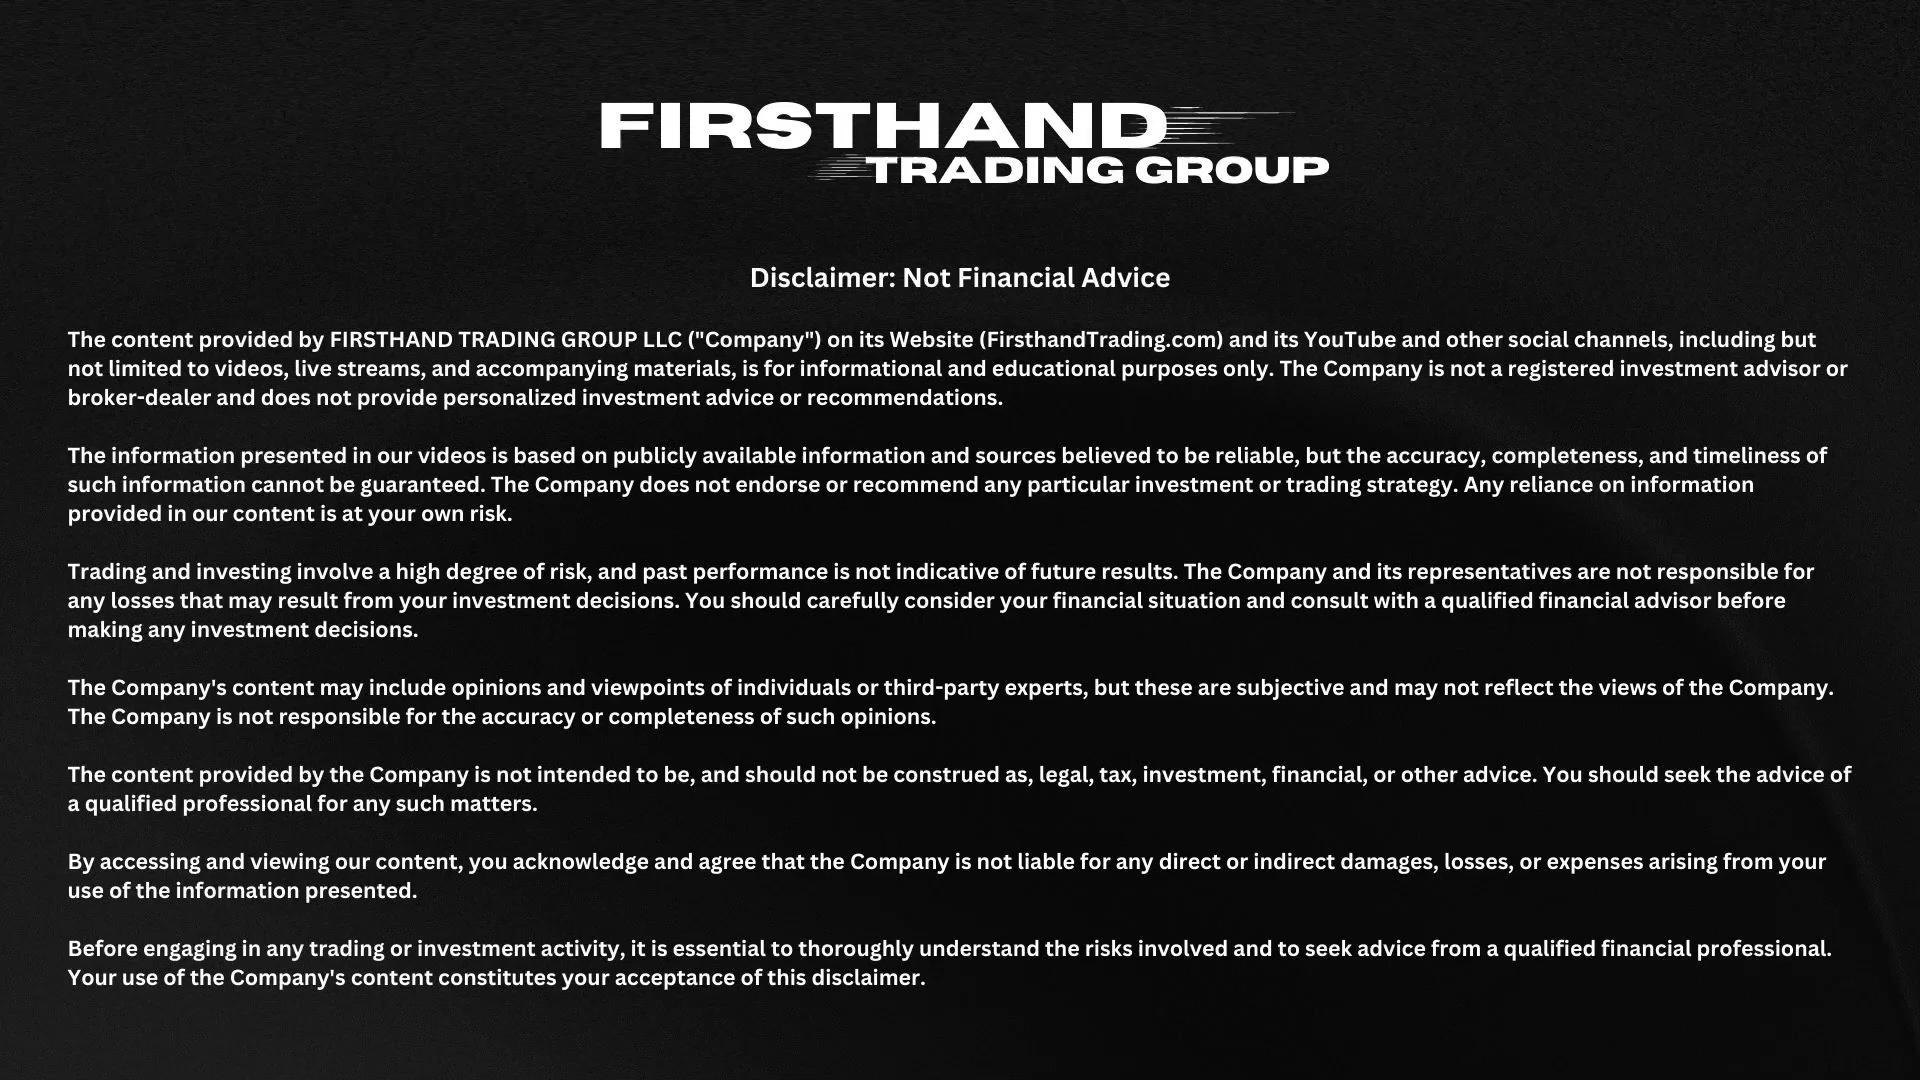 FIRSTHAND
TRADING GROUP
Disclaimer: Not Financial Advice
The content provided by FIRSTHAND TRADING GROUP LLC ("Company") on its Website (FirsthandTrading.com) and its YouTube and other social channels, including but
not limited to videos, live streams, and accompanying materials, is for informational and educational purposes only. The Company is not a registered investment advisor or
broker-dealer and does not provide personalized investment advice or recommendations.
The information presented in our videos is based on publicly available information and sources believed to be reliable, but the accuracy, completeness, and timeliness of
such information cannot be guaranteed. The Company does not endorse or recommend any particular investment or trading strategy. Any reliance on information
provided in our content is at your own risk.
Trading and investing involve a high degree of risk, and past performance is not indicative of future results. The Company and its representatives are not responsible for
any losses that may result from your investment decisions. You should carefully consider your financial situation and consult with a qualified financial advisor before
making any investment decisions.
The Company's content may include opinions and viewpoints of individuals or third-party experts, but these are subjective and may not reflect the views of the Company.
The Company is not responsible for the accuracy or completeness of such opinions.
The content provided by the Company is not intended to be, and should not be construed as, legal, tax, investment, financial, or other advice. You should seek the advice of
a qualified professional for any such matters.
By accessing and viewing our content, you acknowledge and agree that the Company is not liable for any direct or indirect damages, losses, or expenses arising from your
use of the information presented.
Before engaging in any trading or investment activity, it is essential to thoroughly understand the risks involved and to seek advice from a qualified financial professional.
Your use of the Company's content constitutes your acceptance of this disclaimer.